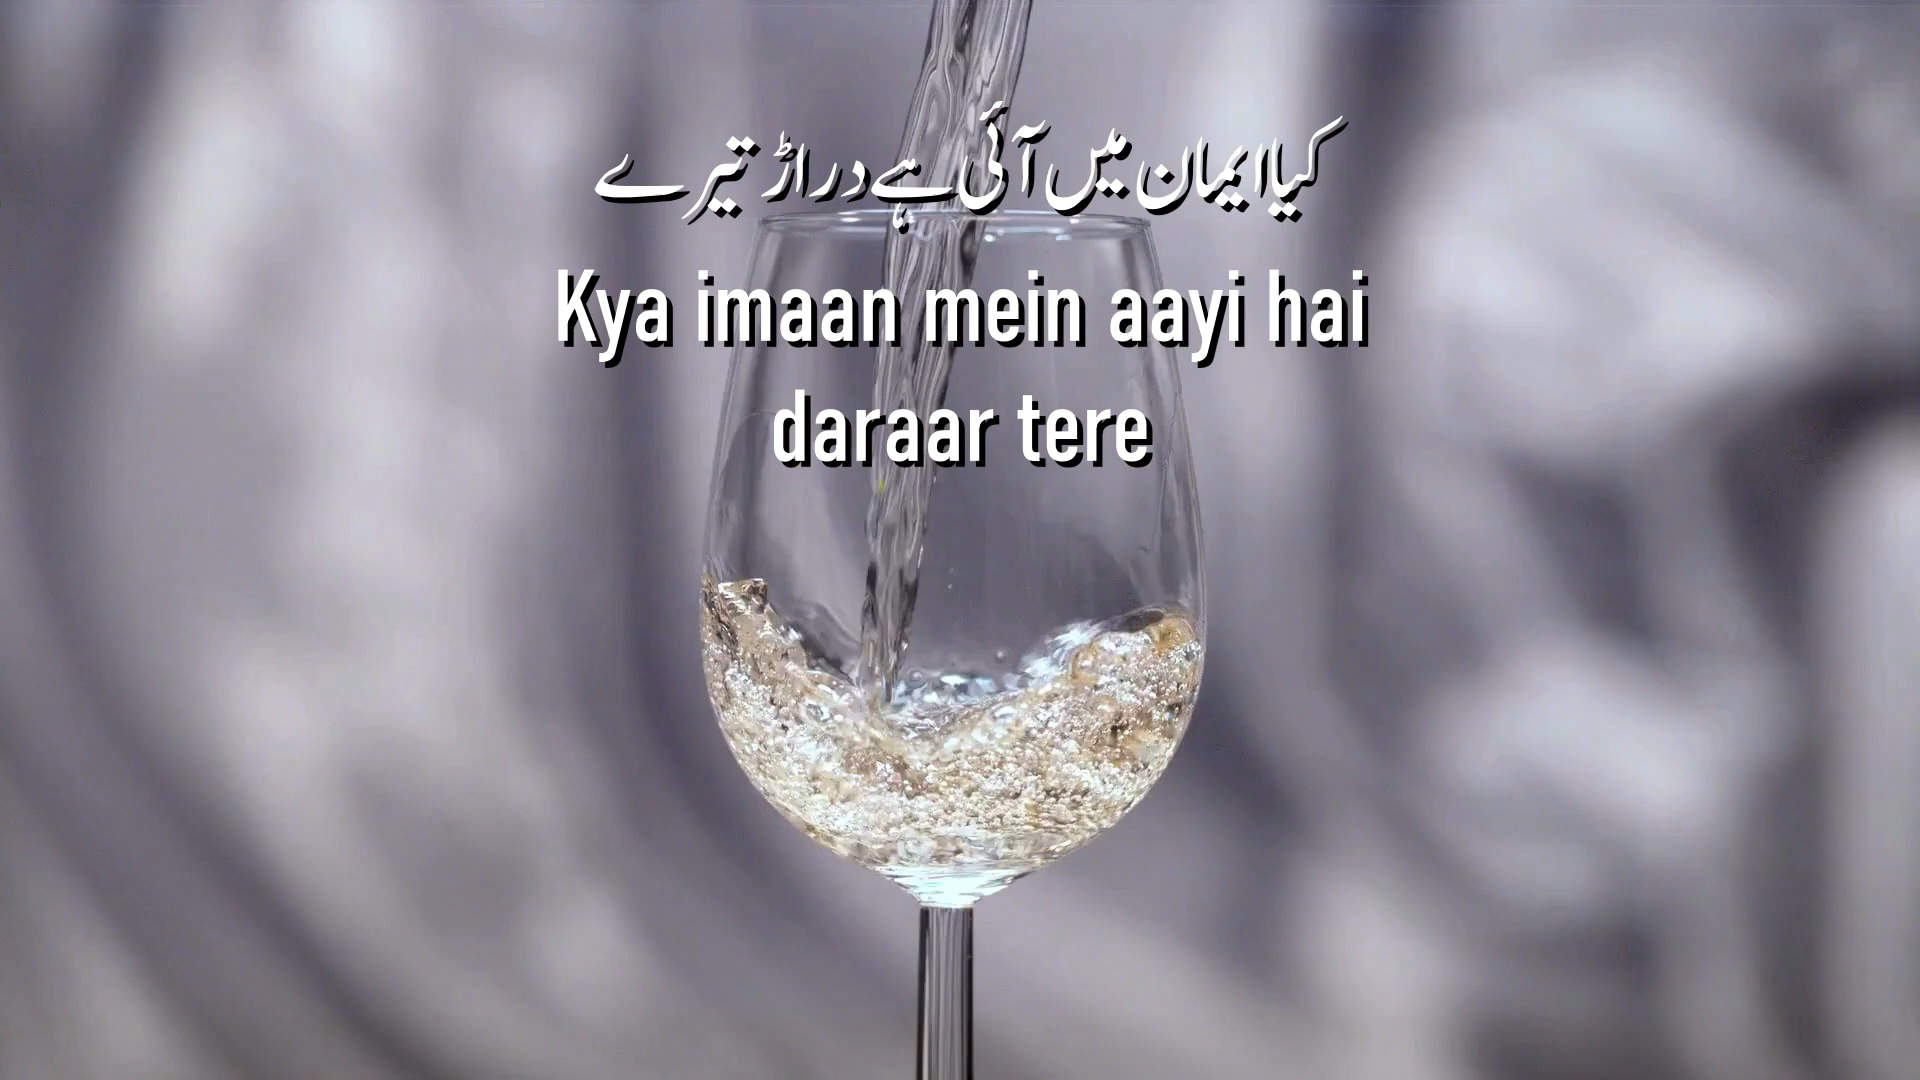 کیا ایمان میں آئی ہے دراڑ تیرے
Kya imaan mein aayi hai
daraar tere